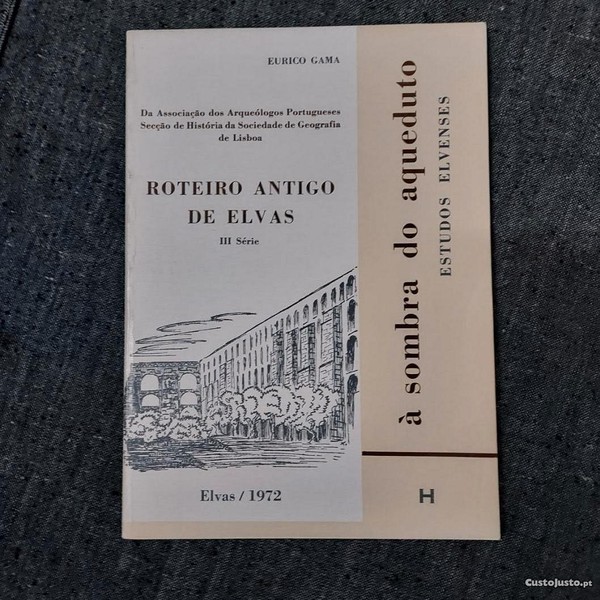 EURICO GAMA
Da Associação dos Arqueólogos Portugueses
Secção de História da Sociedade de Geografia
de Lisboa
ROTEIRO ANTIGO
DE ELVAS
III Série
Elvas / 1972
à sombra do aqueduto
ESTUDOS ELVENSES
H
CustoJusto.pt